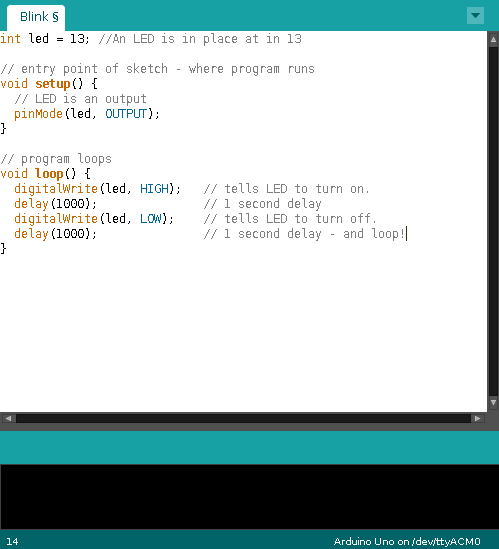 Blink §
int led = 13; //An LED is in place at in 13
// entry point of sketch - where program runs
void setup() {
  // LED is an output
  pinMode(led, OUTPUT);
}
// program loops
void loop() {
  digitalWrite(led, HIGH);   // tells LED to turn on.
  delay(1000);               // 1 second delay
  digitalWrite(led, LOW);    // tells LED to turn off.
  delay(1000);               // 1 second delay - and loop!
}
14 Arduino Uno on /dev/ttyACM0